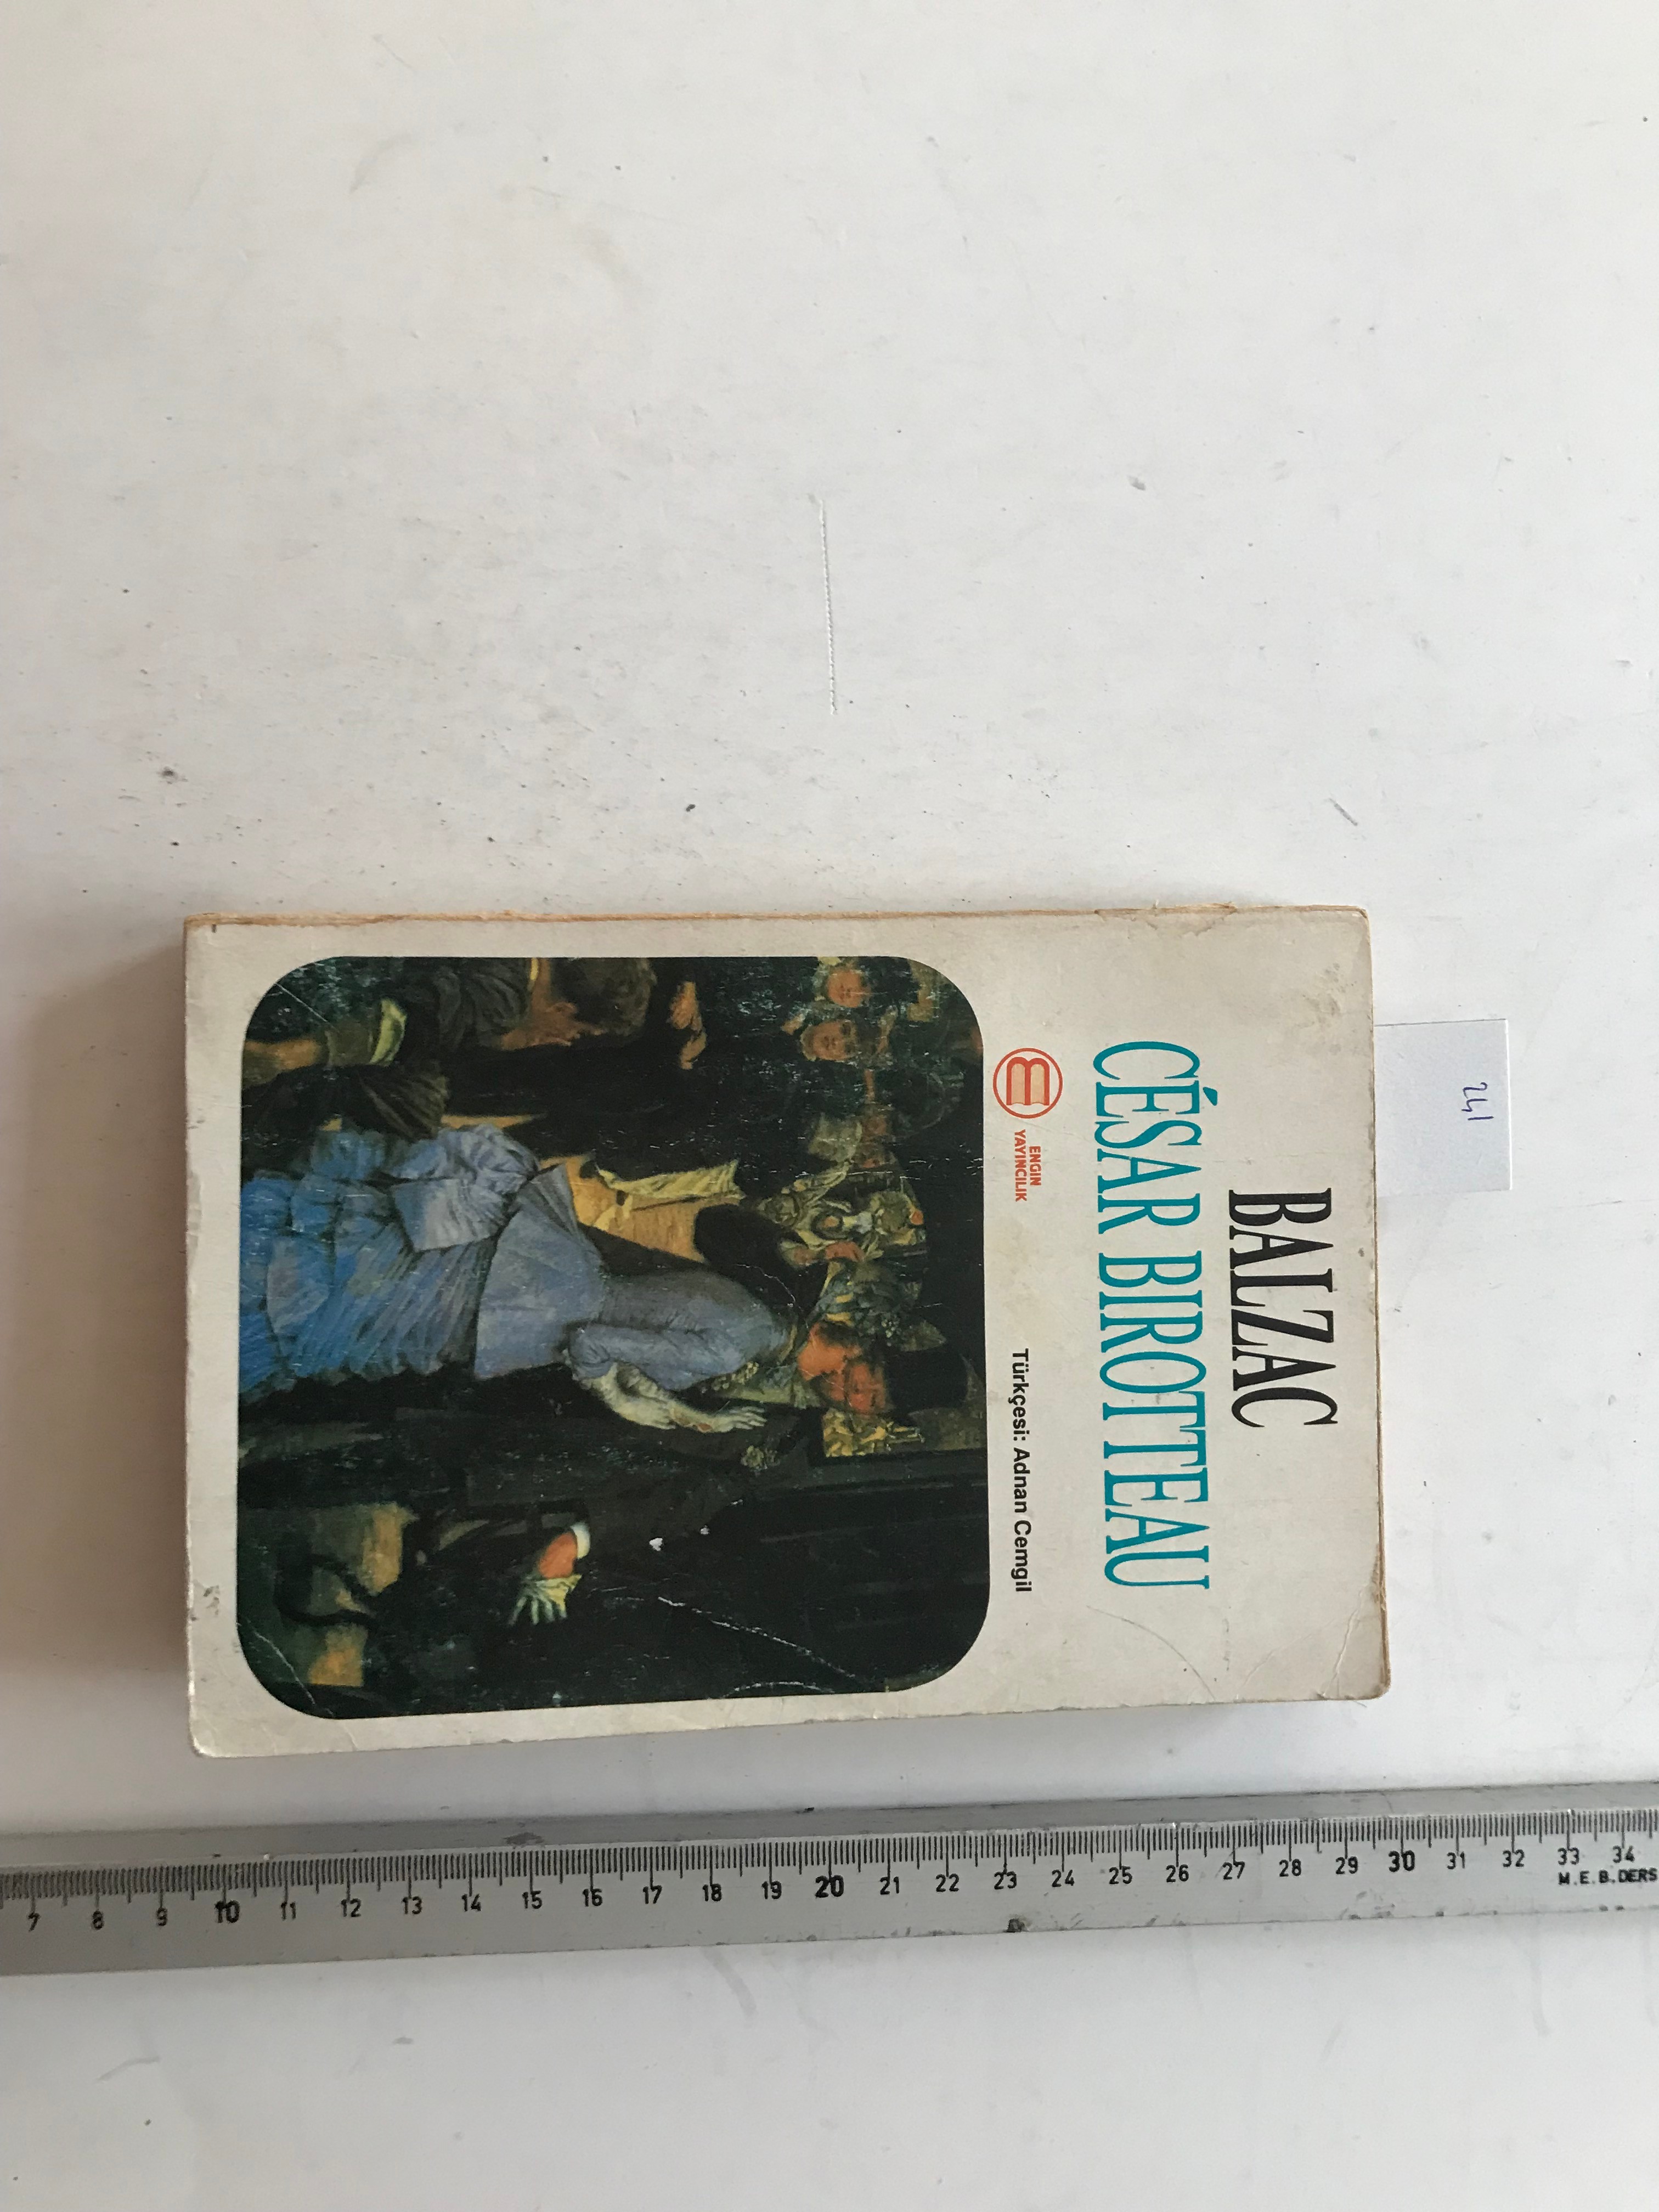 241
BALZAC
CÉSAR BIROTTEAU
ENGİN
YAYINCILIK
Türkçesi: Adnan Cemgil
7 8 9 10 11 12 13 14 15 16 17 18 19 20 21 22 23 24 25 26 27 28 29 30 31 32 33 34
M.E.B.DERS